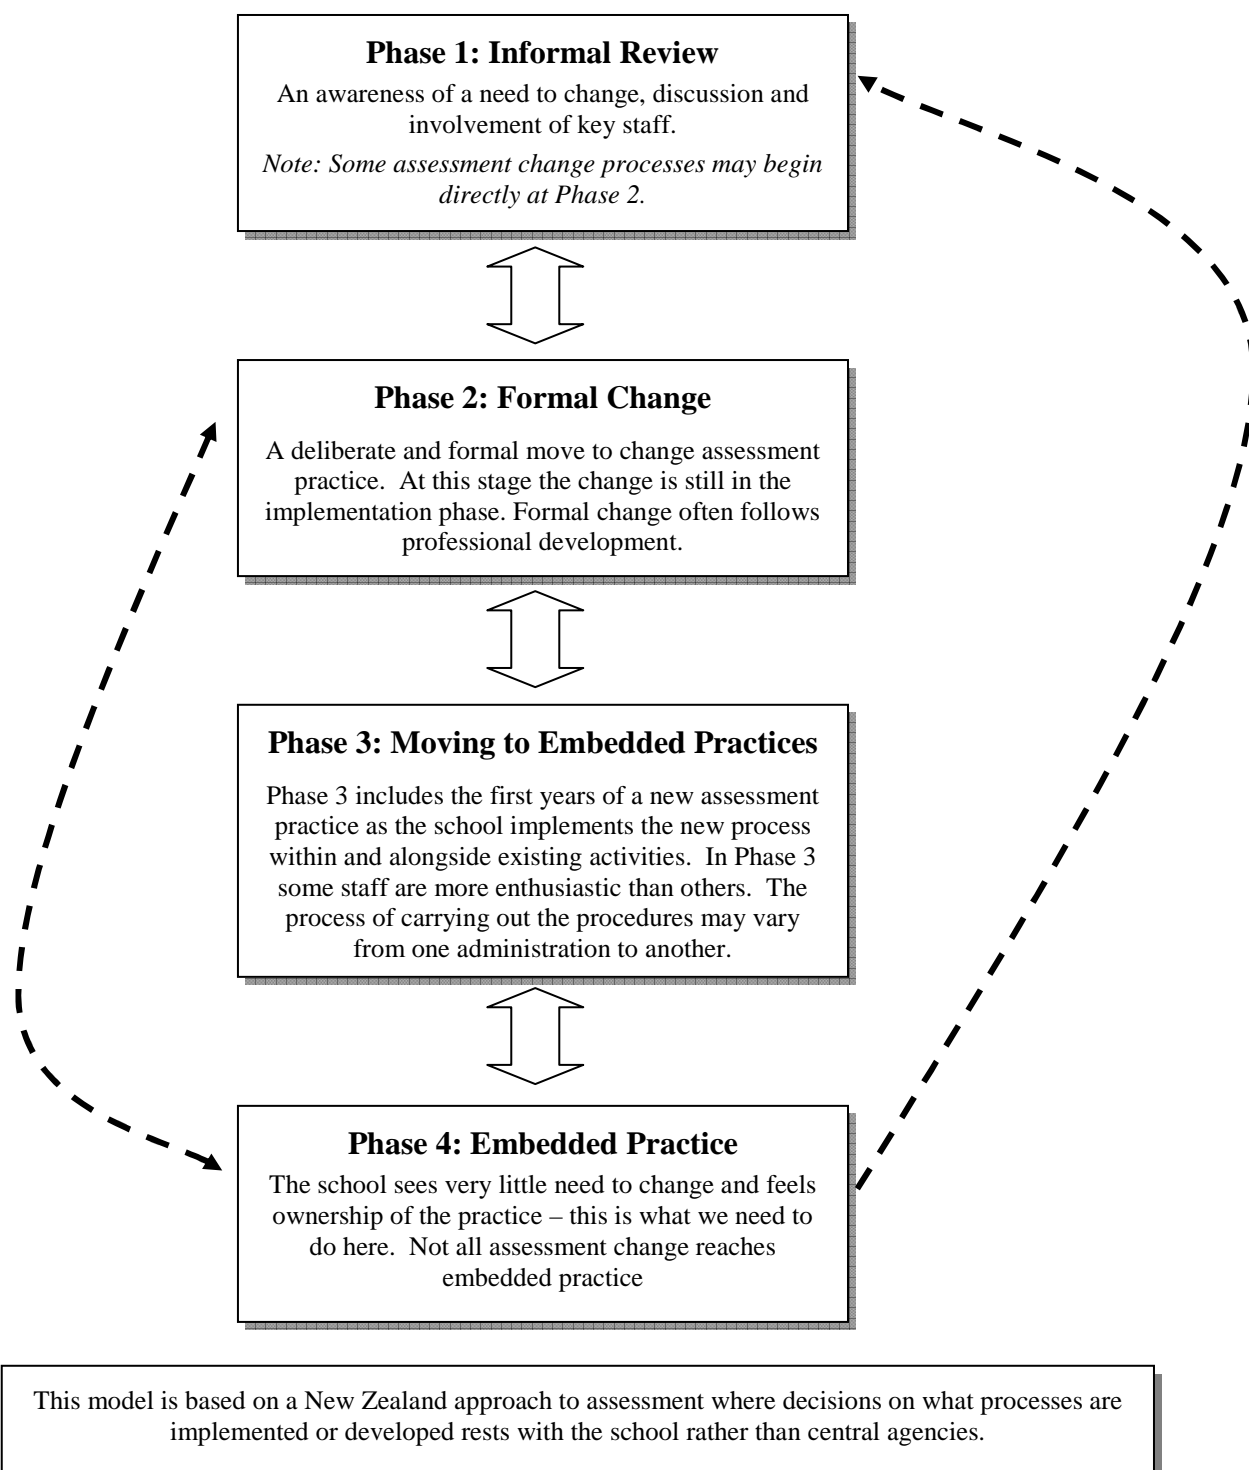 Phase 1: Informal Review
An awareness of a need to change, discussion and
involvement of key staff.
Note: Some assessment change processes may begin
directly at Phase 2.
Phase 2: Formal Change
A deliberate and formal move to change assessment
practice. At this stage the change is still in the
implementation phase. Formal change often follows
professional development.
Phase 3: Moving to Embedded Practices
Phase 3 includes the first years of a new assessment
practice as the school implements the new process
within and alongside existing activities. In Phase 3
some staff are more enthusiastic than others. The
process of carrying out the procedures may vary
from one administration to another.
Phase 4: Embedded Practice
The school sees very little need to change and feels
ownership of the practice – this is what we need to
do here. Not all assessment change reaches
embedded practice
This model is based on a New Zealand approach to assessment where decisions on what processes are
implemented or developed rests with the school rather than central agencies.